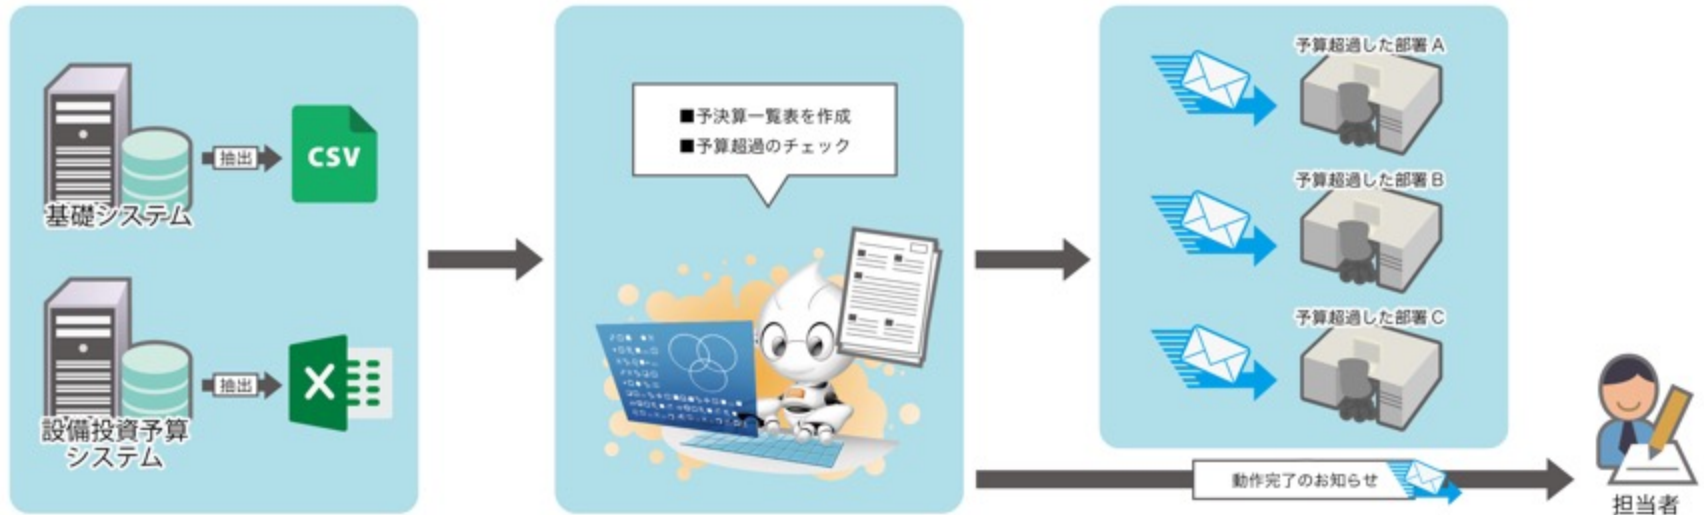 抽出
CSV
基礎システム
抽出
X
設備投資予算
システム
■予決算一覧表を作成
■予算超過のチェック
予算超過した部署 A
予算超過した部署 B
予算超過した部署 C
動作完了のお知らせ
担当者